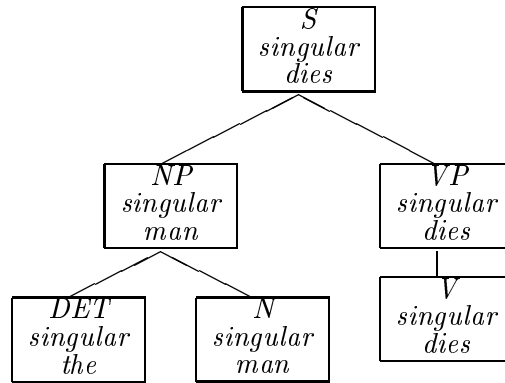 S
singular
dies
NP
singular
man
VP
singular
dies
DET
singular
the
N
singular
man
V
singular
dies